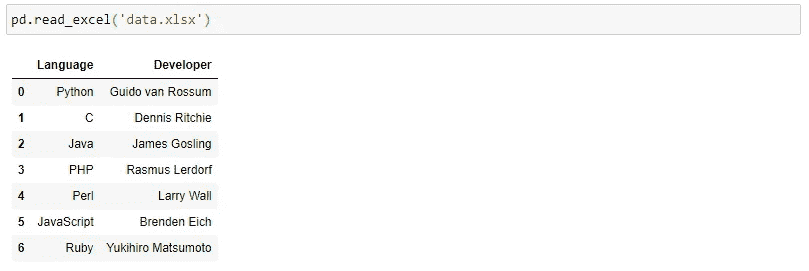 pd.read_excel('data.xlsx')
Language Developer
0 Python Guido van Rossum
1 C Dennis Ritchie
2 Java James Gosling
3 PHP Rasmus Lerdorf
4 Perl Larry Wall
5 JavaScript Brenden Eich
6 Ruby Yukihiro Matsumoto